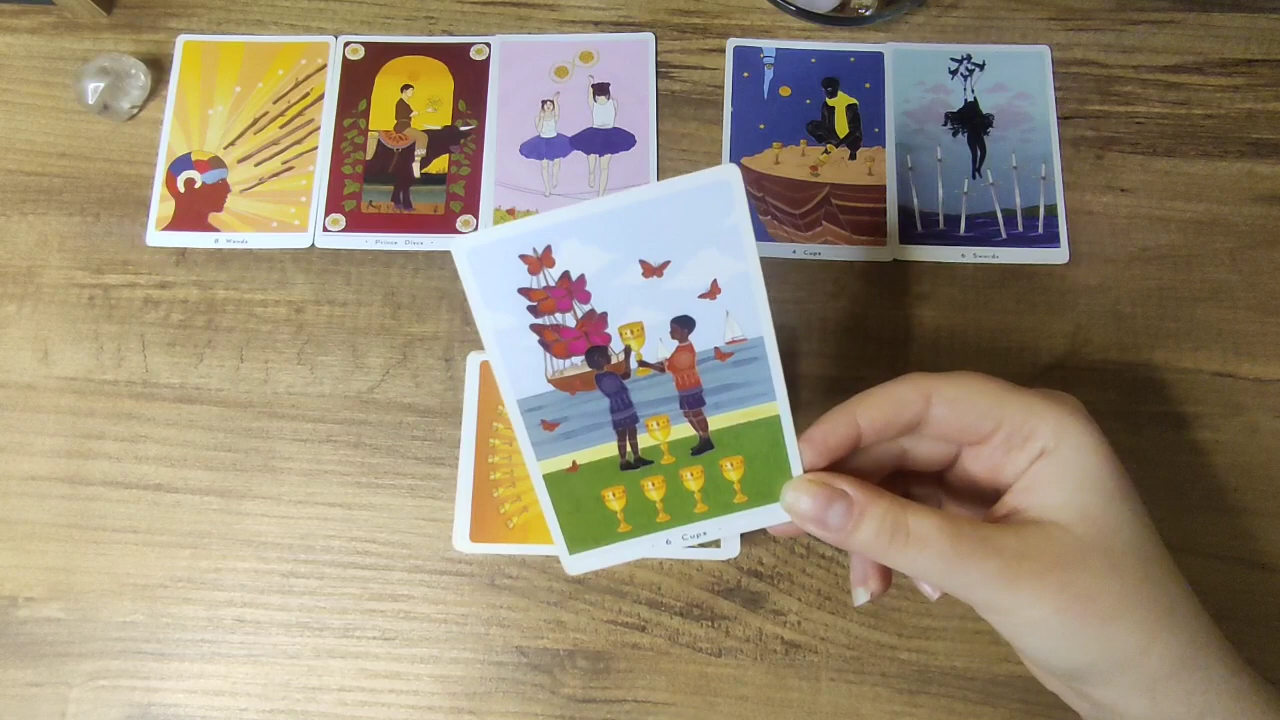 8 Wands
• Prince Discs •
4 Cups
6 Swords
• 6 Cups •